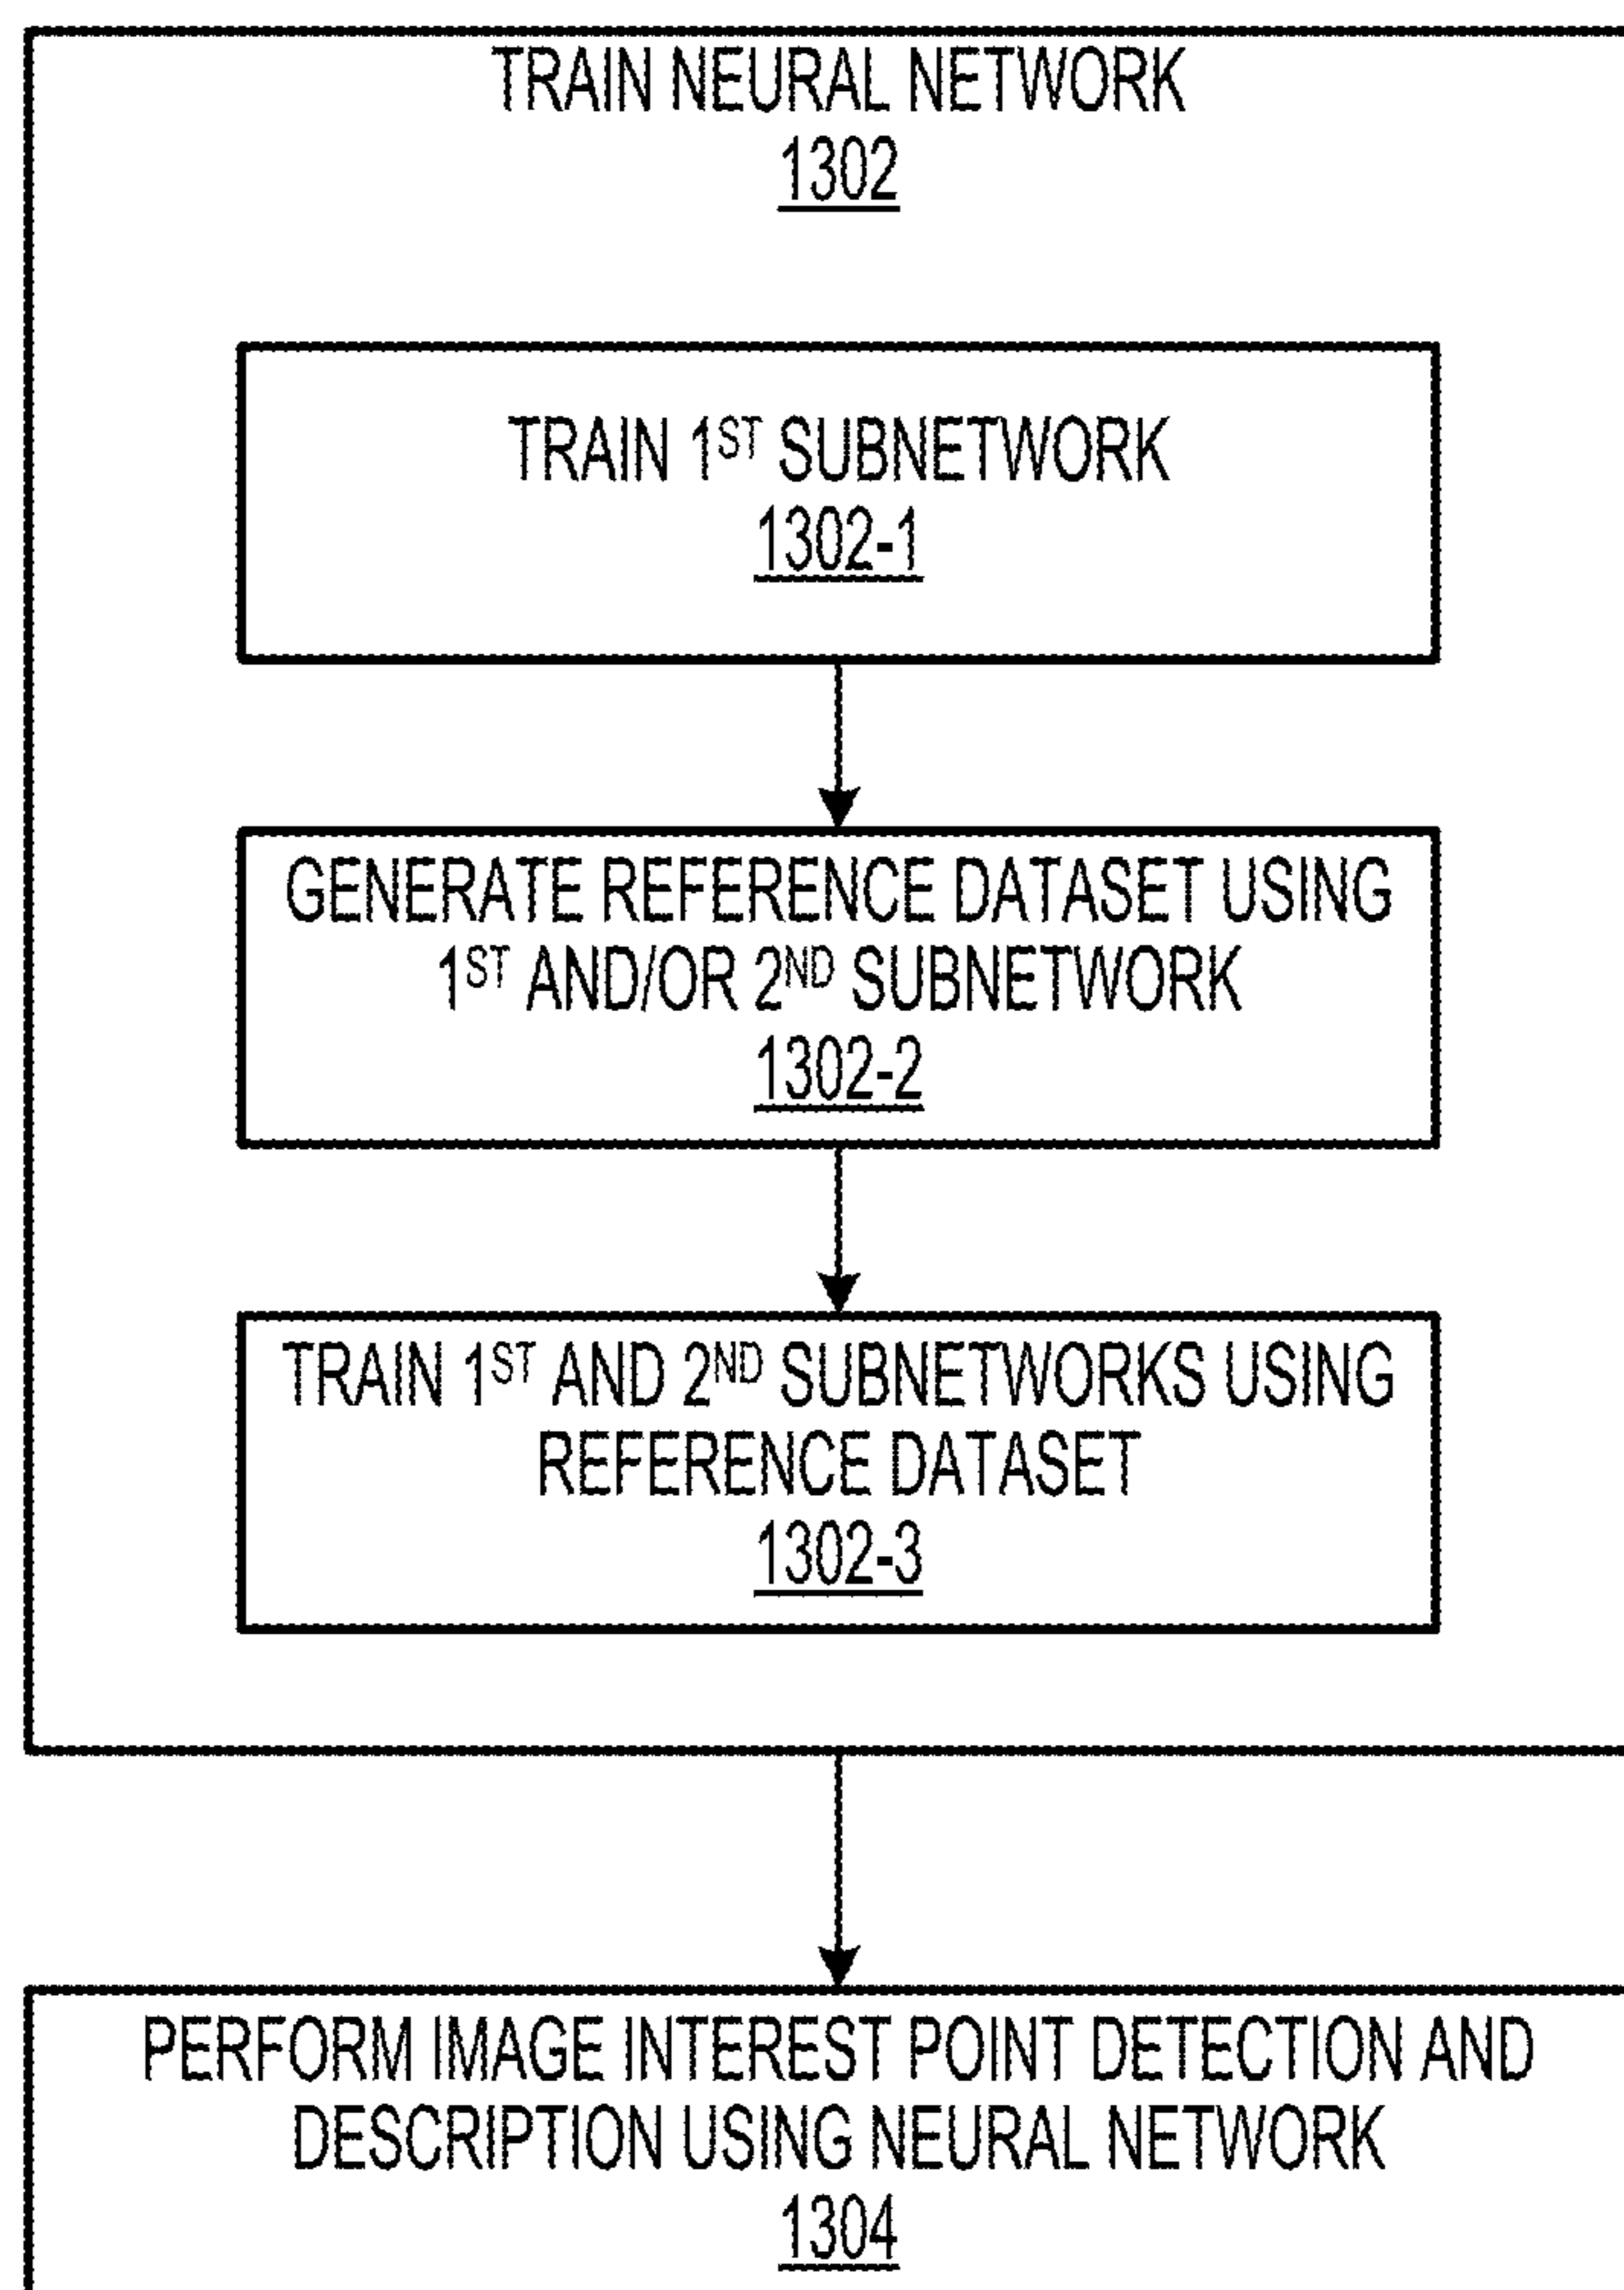 TRAIN NEURAL NETWORK
1302
TRAIN 1ST SUBNETWORK
1302-1
GENERATE REFERENCE DATASET USING
1ST AND/OR 2ND SUBNETWORK
1302-2
TRAIN 1ST AND 2ND SUBNETWORKS USING
REFERENCE DATASET
1302-3
PERFORM IMAGE INTEREST POINT DETECTION AND
DESCRIPTION USING NEURAL NETWORK
1304